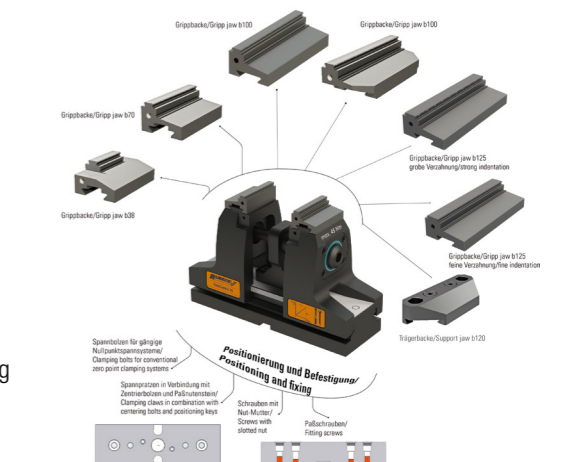 Grippbacke/Gripp jaw b100
Grippbacke/Gripp jaw b100
Grippbacke/Gripp jaw b70
Grippbacke/Gripp jaw b125
grobe Verzahnung/strong indentation
Grippbacke/Gripp jaw b38
max. 45 Nm
Grippbacke/Gripp jaw b125
feine Verzahnung/fine indentation
Trägerbacke/Support jaw b120
Spannbolzen für gängige
Nullpunktspannsysteme/
Clamping bolts for conventional
zero point clamping systems
Positionierung und Befestigung/
Positioning and fixing
g
Spannpratzen in Verbindung mit
Zentrierbolzen und Paßnutenstein/
Clamping claws in combination with
centering bolts and positioning keys
Schrauben mit
Nut-Mutter/
Screws with
slotted nut
Paßschrauben/
Fitting screws